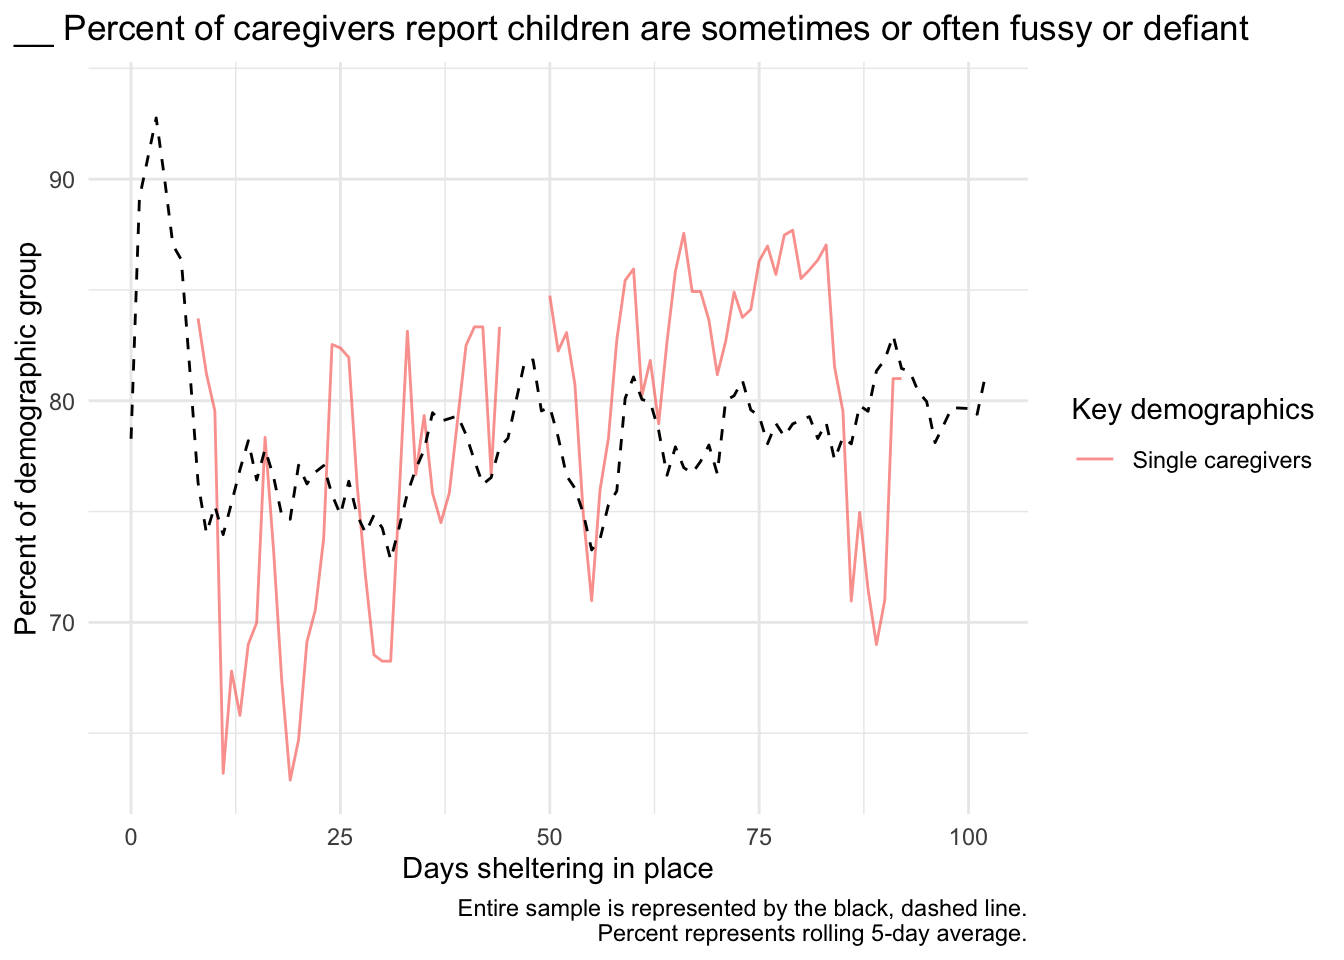 __ Percent of caregivers report children are sometimes or often fussy or defiant
Percent of demographic group
90
80
70
0 25 50 75 100
Days sheltering in place
Key demographics
Single caregivers
Entire sample is represented by the black, dashed line.
Percent represents rolling 5-day average.